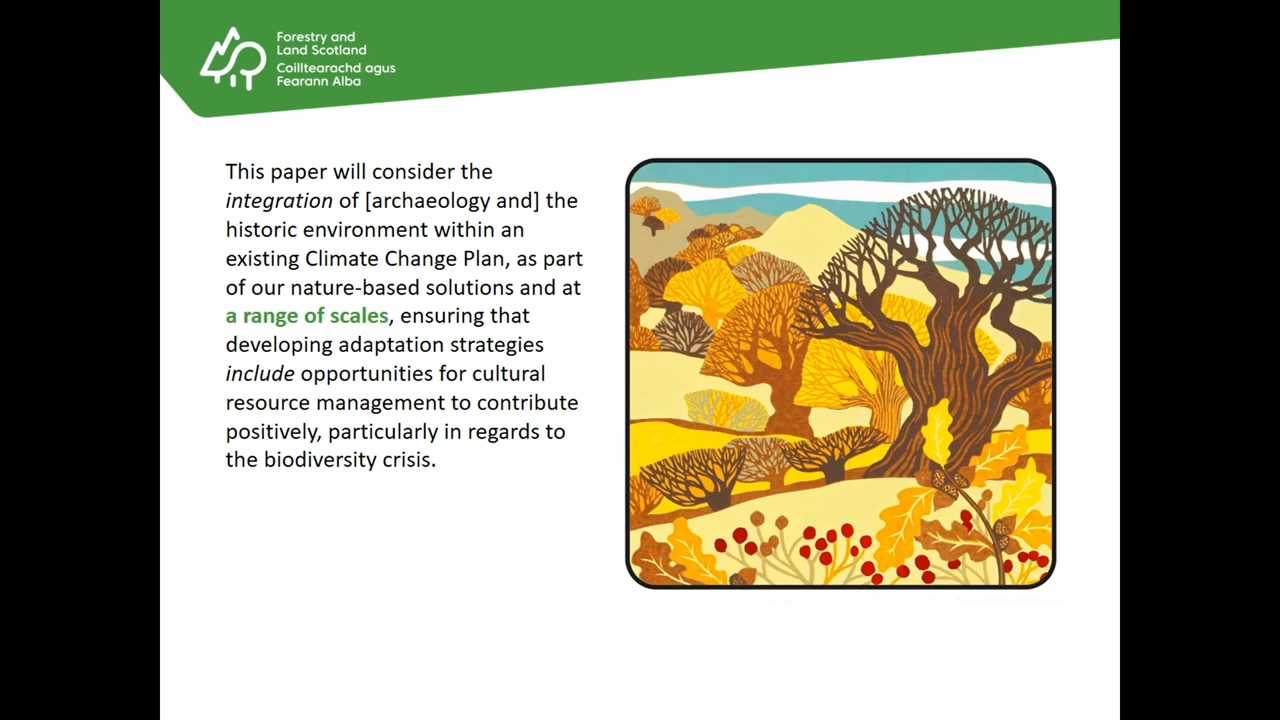 Forestry and
Land Scotland
Coilltearachd agus
Fearann Alba
This paper will consider the
integration of [archaeology and] the
historic environment within an
existing Climate Change Plan, as part
of our nature-based solutions and at
a range of scales, ensuring that
developing adaptation strategies
include opportunities for cultural
resource management to contribute
positively, particularly in regards to
the biodiversity crisis.